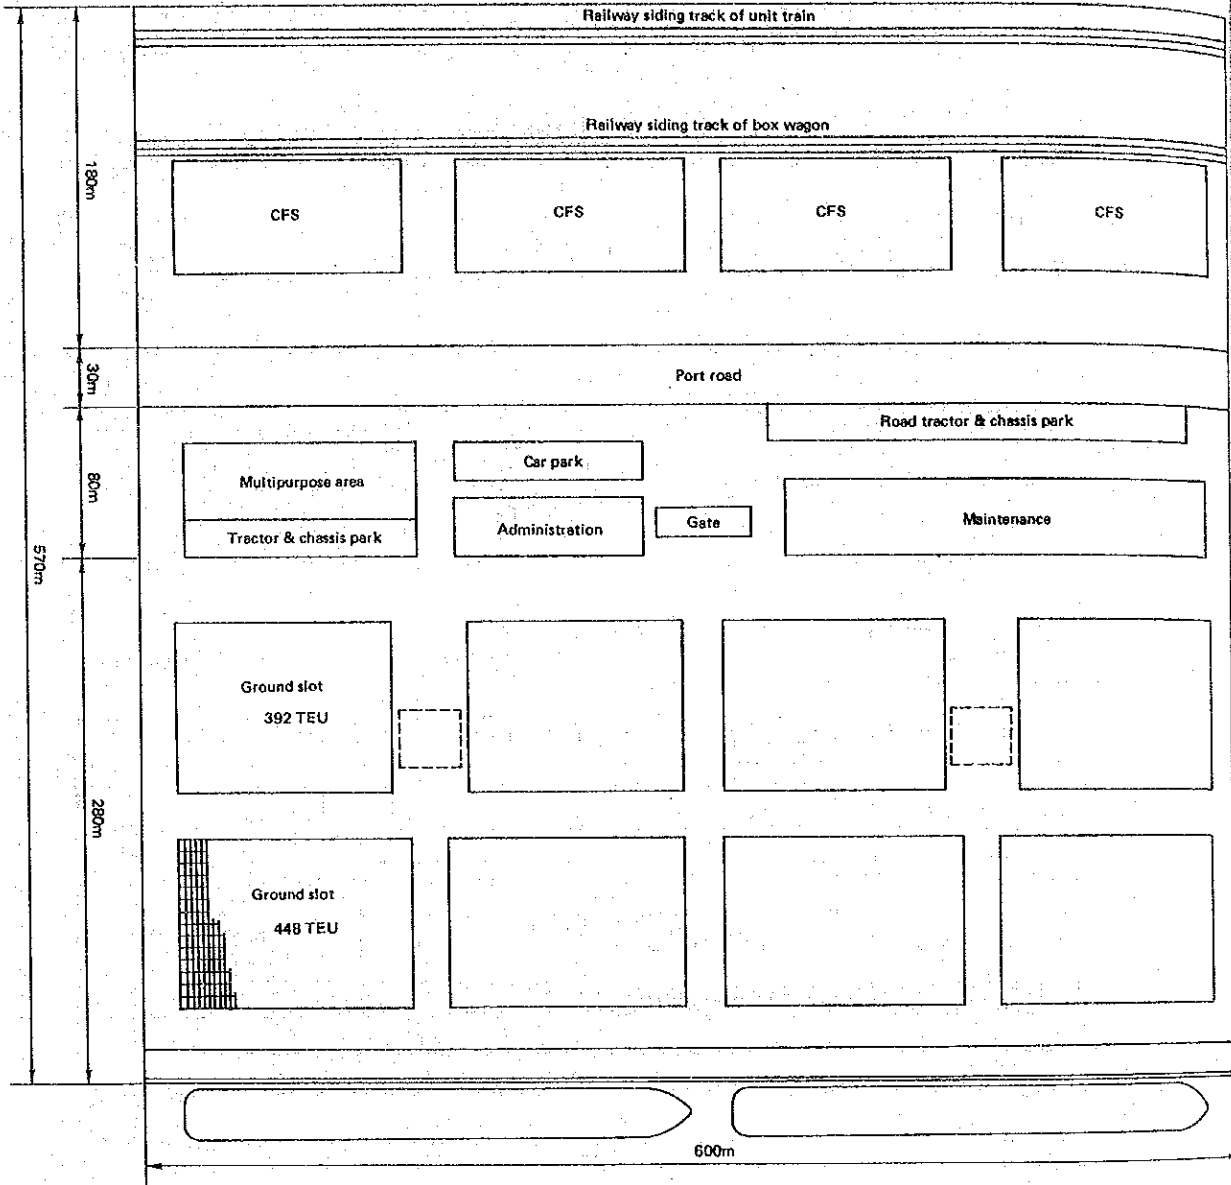 Railway siding track of unit train
Railway siding track of box wagon
180m
CFS
CFS
CFS
CFS
30m
Port road
Road tractor & chassis park
80m
Multipurpose area
Car park
Tractor & chassis park
Administration
Gate
Maintenance
570m
Ground slot
392 TEU
280m
Ground slot
448 TEU
600m